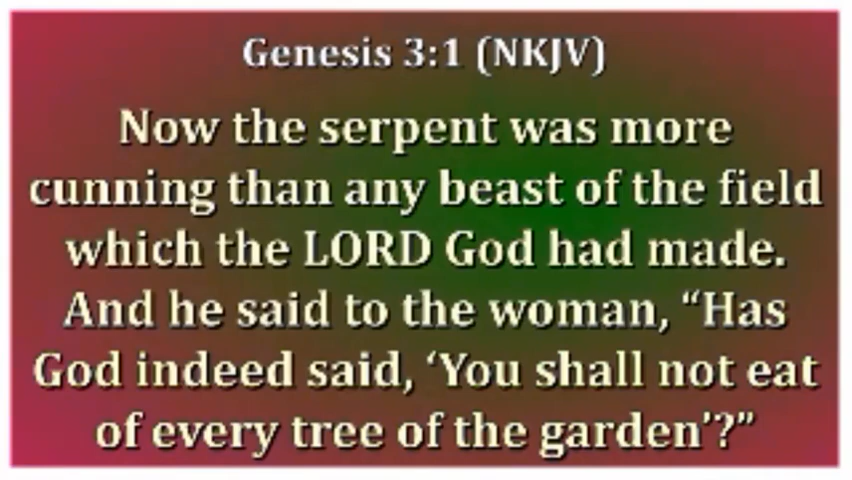 Genesis 3:1 (NKJV)
Now the serpent was more
cunning than any beast of the field
which the LORD God had made.
And he said to the woman, “Has
God indeed said, ‘You shall not eat
of every tree of the garden’?”